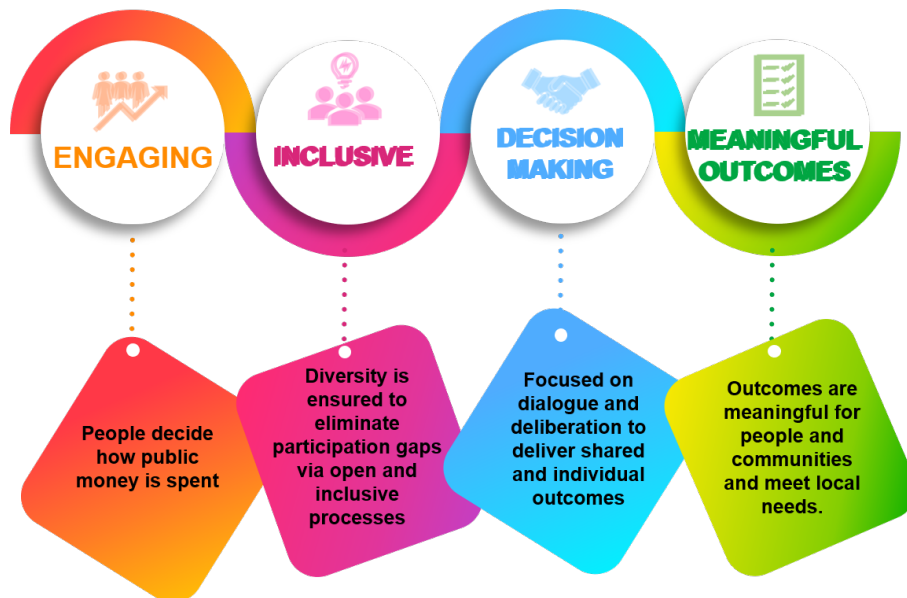 ENGAGING
INCLUSIVE
DECISION
MAKING
MEANINGFUL
OUTCOMES
People decide
how public
money is spent
Diversity is
ensured to
eliminate
participation gaps
via open and
inclusive
processes
Focused on
dialogue and
deliberation to
deliver shared
and individual
outcomes
Outcomes are
meaningful for
people and
communities
and meet local
needs.